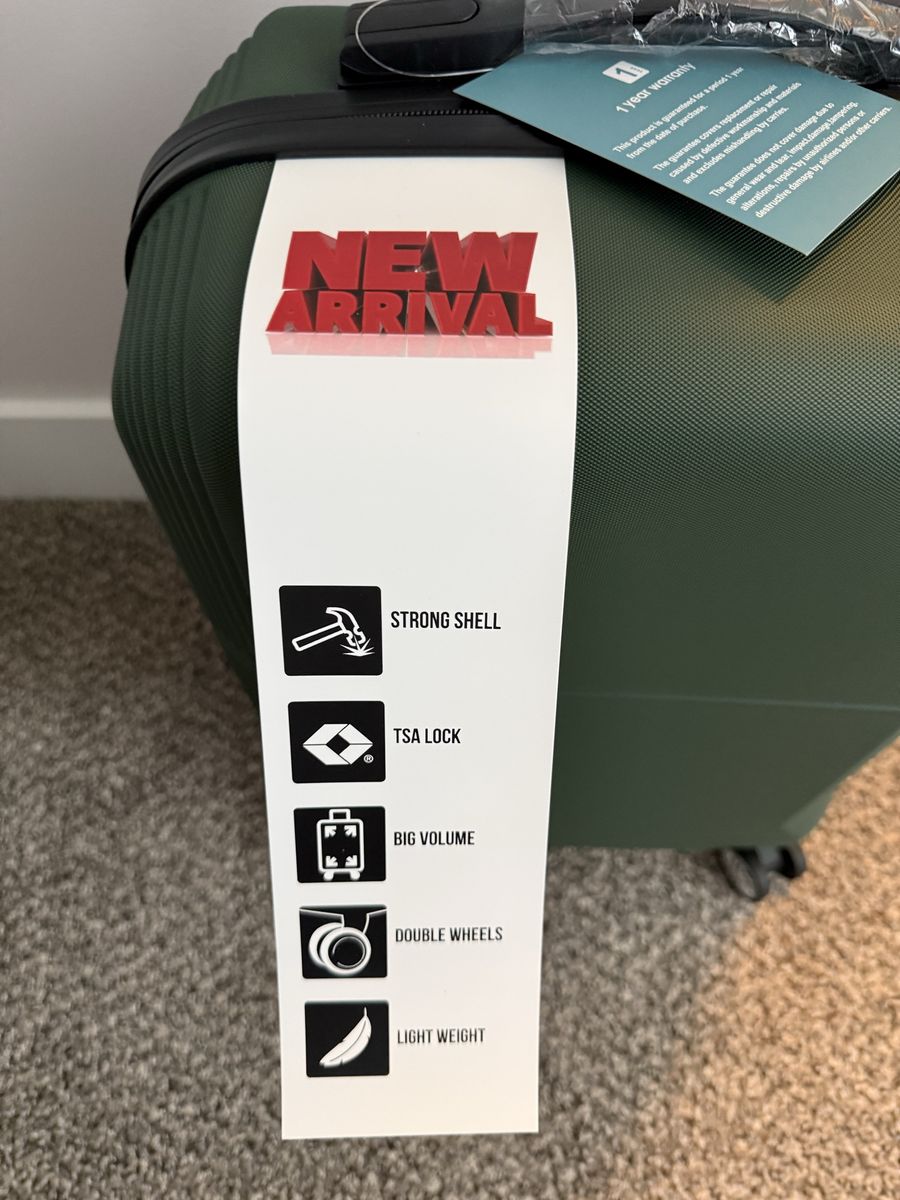 1
1 year warranty
This product is guaranteed for a period 1 year
from the date of purchase.
The guarantee covers replacement or repair
caused by defective workmanship and materials
and excludes mishandling by carries.
The guarantee does not cover damage due to
general wear and tear, impact,damage,tampering,
alterations, repairs by unauthorized persons or
destructive damage by airlines and/or other carriers.
NEW
ARRIVAL
STRONG SHELL
®
TSA LOCK
BIG VOLUME
DOUBLE WHEELS
LIGHT WEIGHT